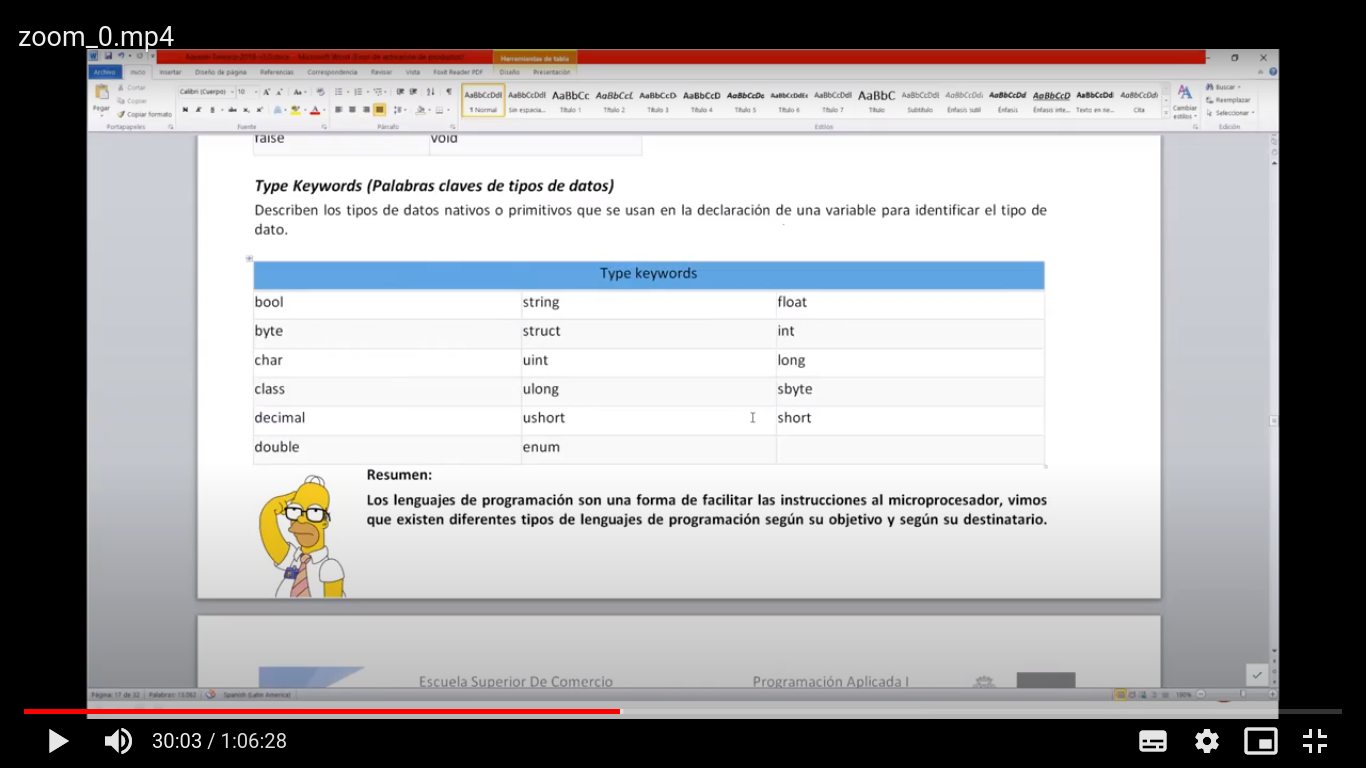 zoom_0.mp4
Herramientas de tabla
Archivo Inicio Insertar Diseño de página Referencias Correspondencia Revisar Vista Foxit Reader PDF Diseño Presentación
Cortar
Copiar
Copiar formato
Pegar
Calibri (Cuerpo) 10
AaBbCcDdI AaBbCcDdI AaBbCc AaBbCcL AaBbCcD AaBbCcD AaBbCcDc AaBbCcDdEe AaBbCcDdI AaBbC AaBbCcDdI AaBbCcDdi AaBbCcDd AaBbCcD AaBbCcDd AaBbCcDdi
¶ Normal Sin espacia... Título 1 Título 2 Título 3 Título 4 Título 5 Título 6 Título 7 Título Subtítulo Énfasis sutil Énfasis Énfasis inte... Texto en ne... Cita
Cambiar estilos
Buscar
Reemplazar
Seleccionar
Portapapeles Fuente Párrafo Estilos Edición
false void
Type Keywords (Palabras claves de tipos de datos)
Describen los tipos de datos nativos o primitivos que se usan en la declaración de una variable para identificar el tipo de
dato.
Type keywords
bool string float
byte struct int
char uint long
class ulong sbyte
decimal ushort short
double enum
Resumen:
Los lenguajes de programación son una forma de facilitar las instrucciones al microprocesador, vimos
que existen diferentes tipos de lenguajes de programación según su objetivo y según su destinatario.
Escuela Superior De Comercio Programación Aplicada I
Página: 17 de 32 Palabras: 13.062 Spanish (Latin America) 190%
30:03 / 1:06:28